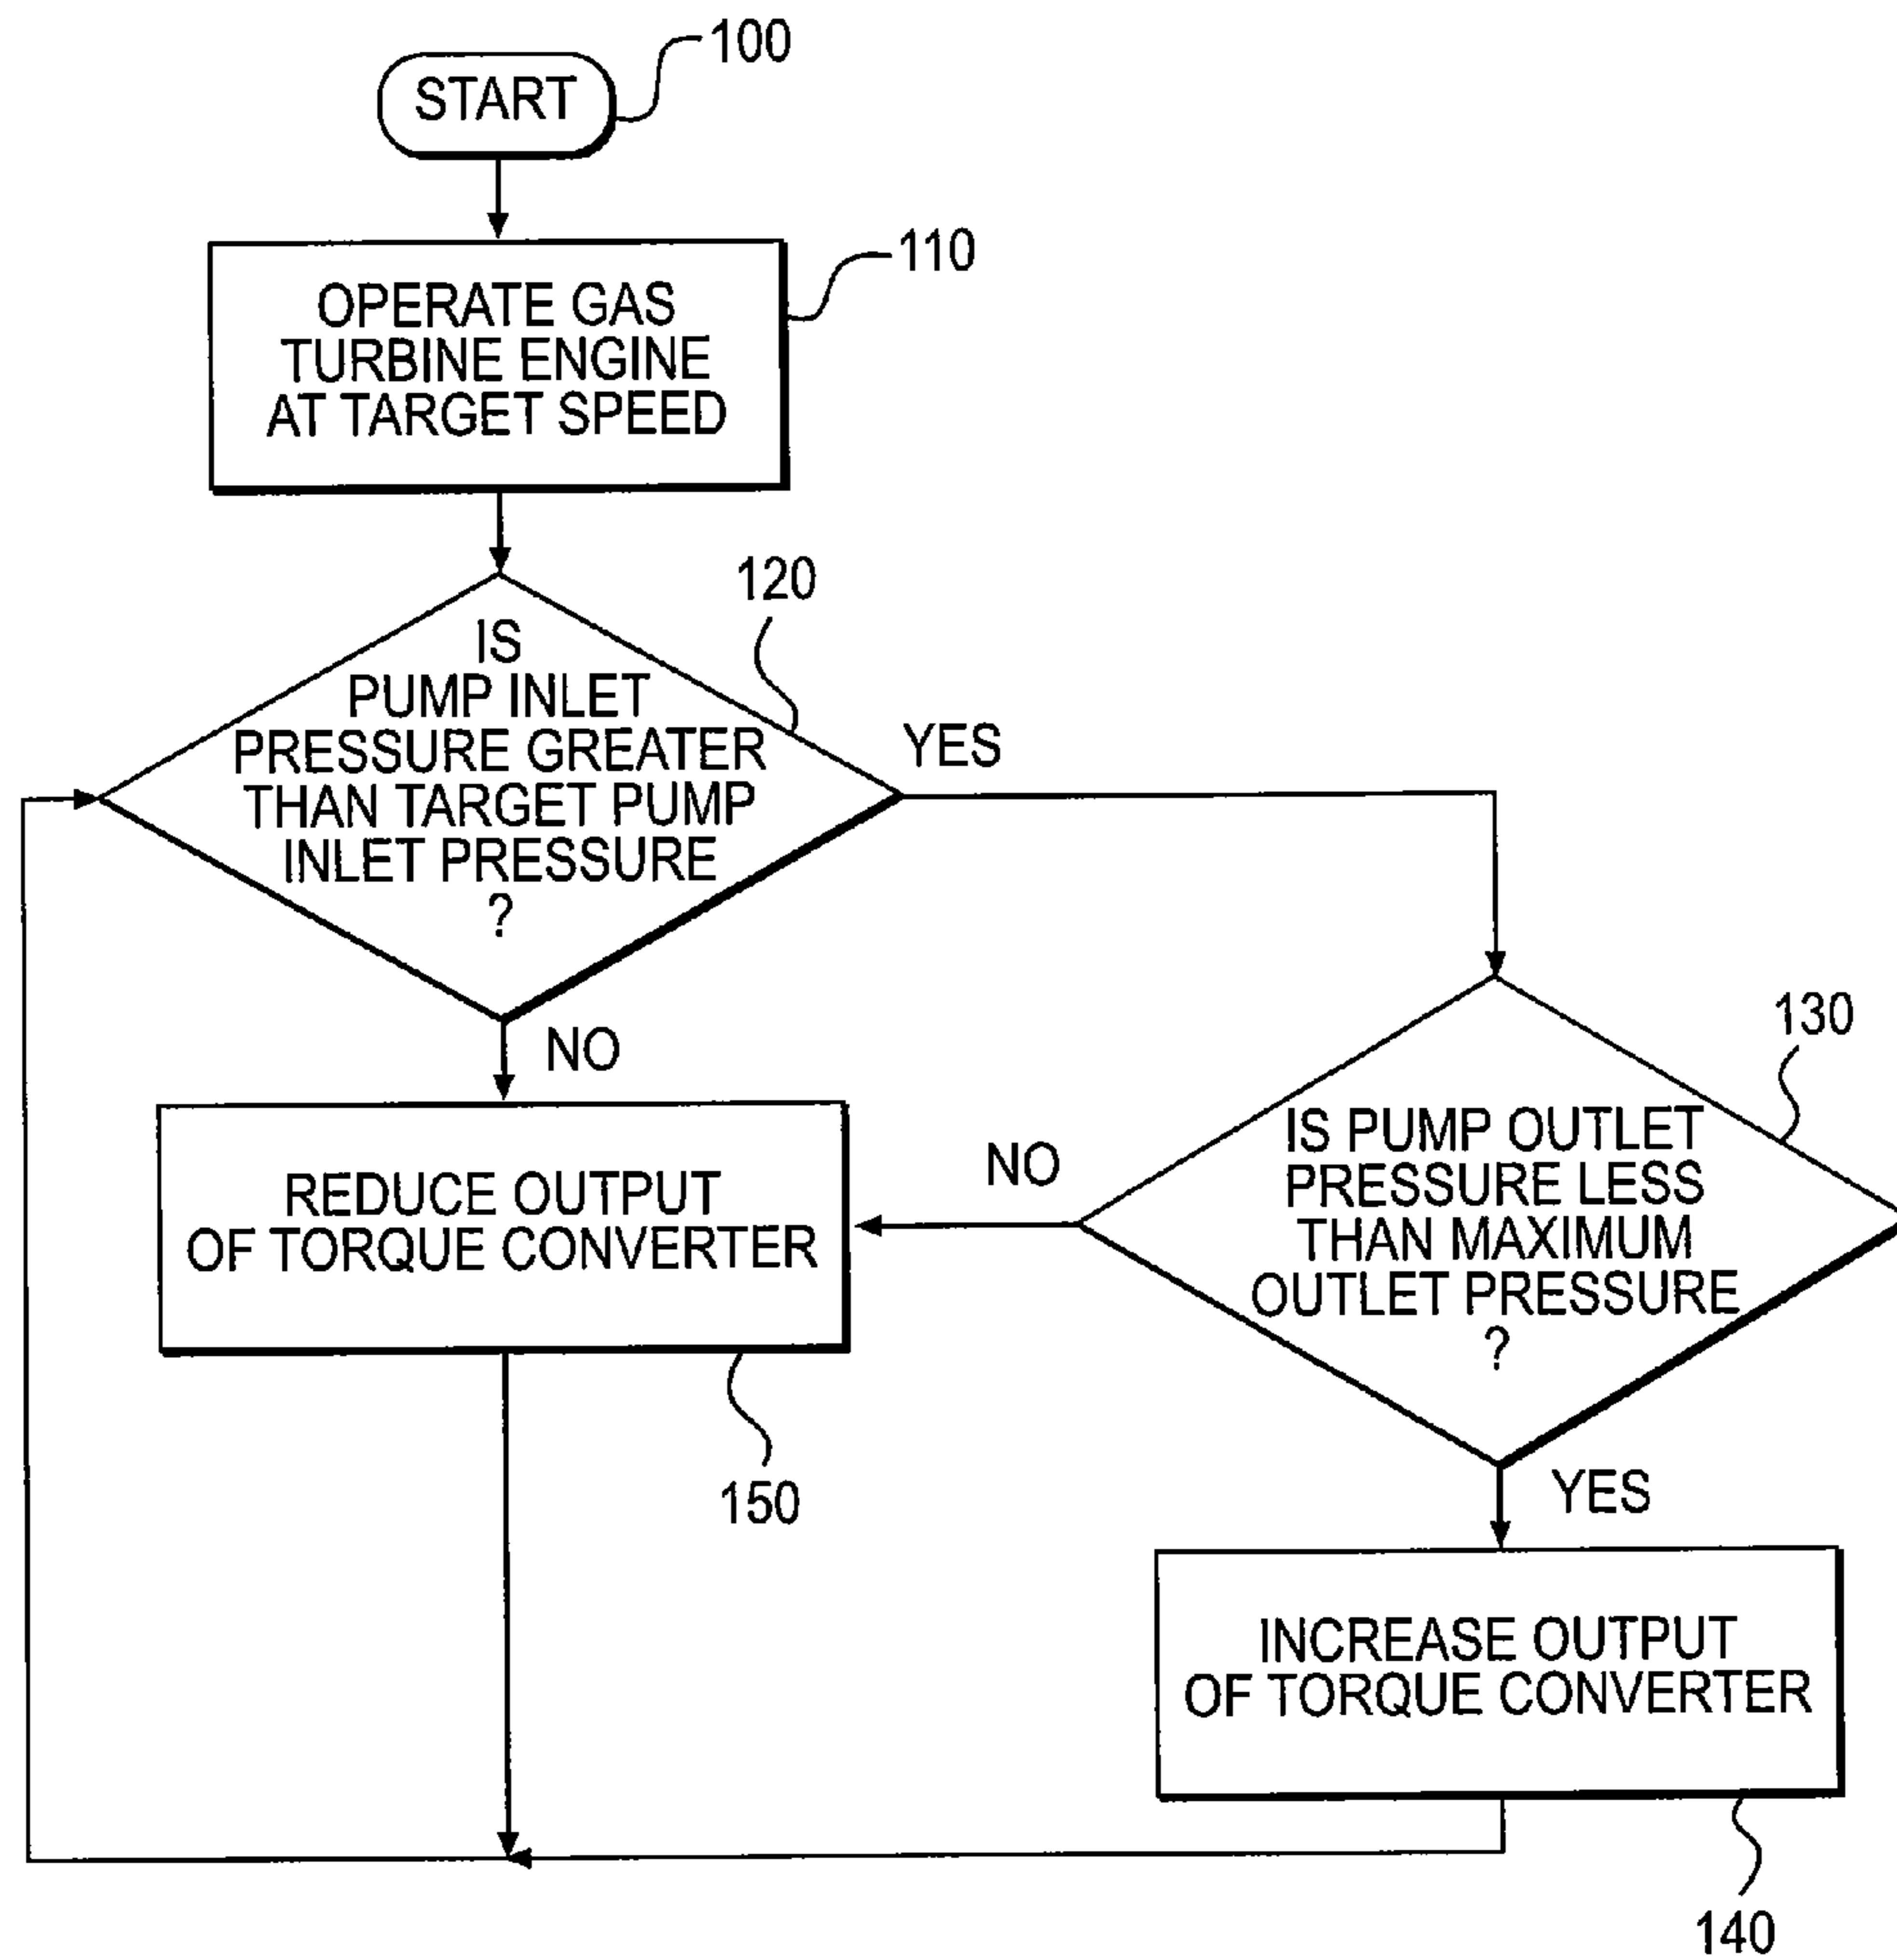 START
100
OPERATE GAS
TURBINE ENGINE
AT TARGET SPEED
110
IS
PUMP INLET
PRESSURE GREATER
THAN TARGET PUMP
INLET PRESSURE
?
120
YES
NO
IS PUMP OUTLET
PRESSURE LESS
THAN MAXIMUM
OUTLET PRESSURE
?
130
NO
YES
REDUCE OUTPUT
OF TORQUE CONVERTER
150
INCREASE OUTPUT
OF TORQUE CONVERTER
140